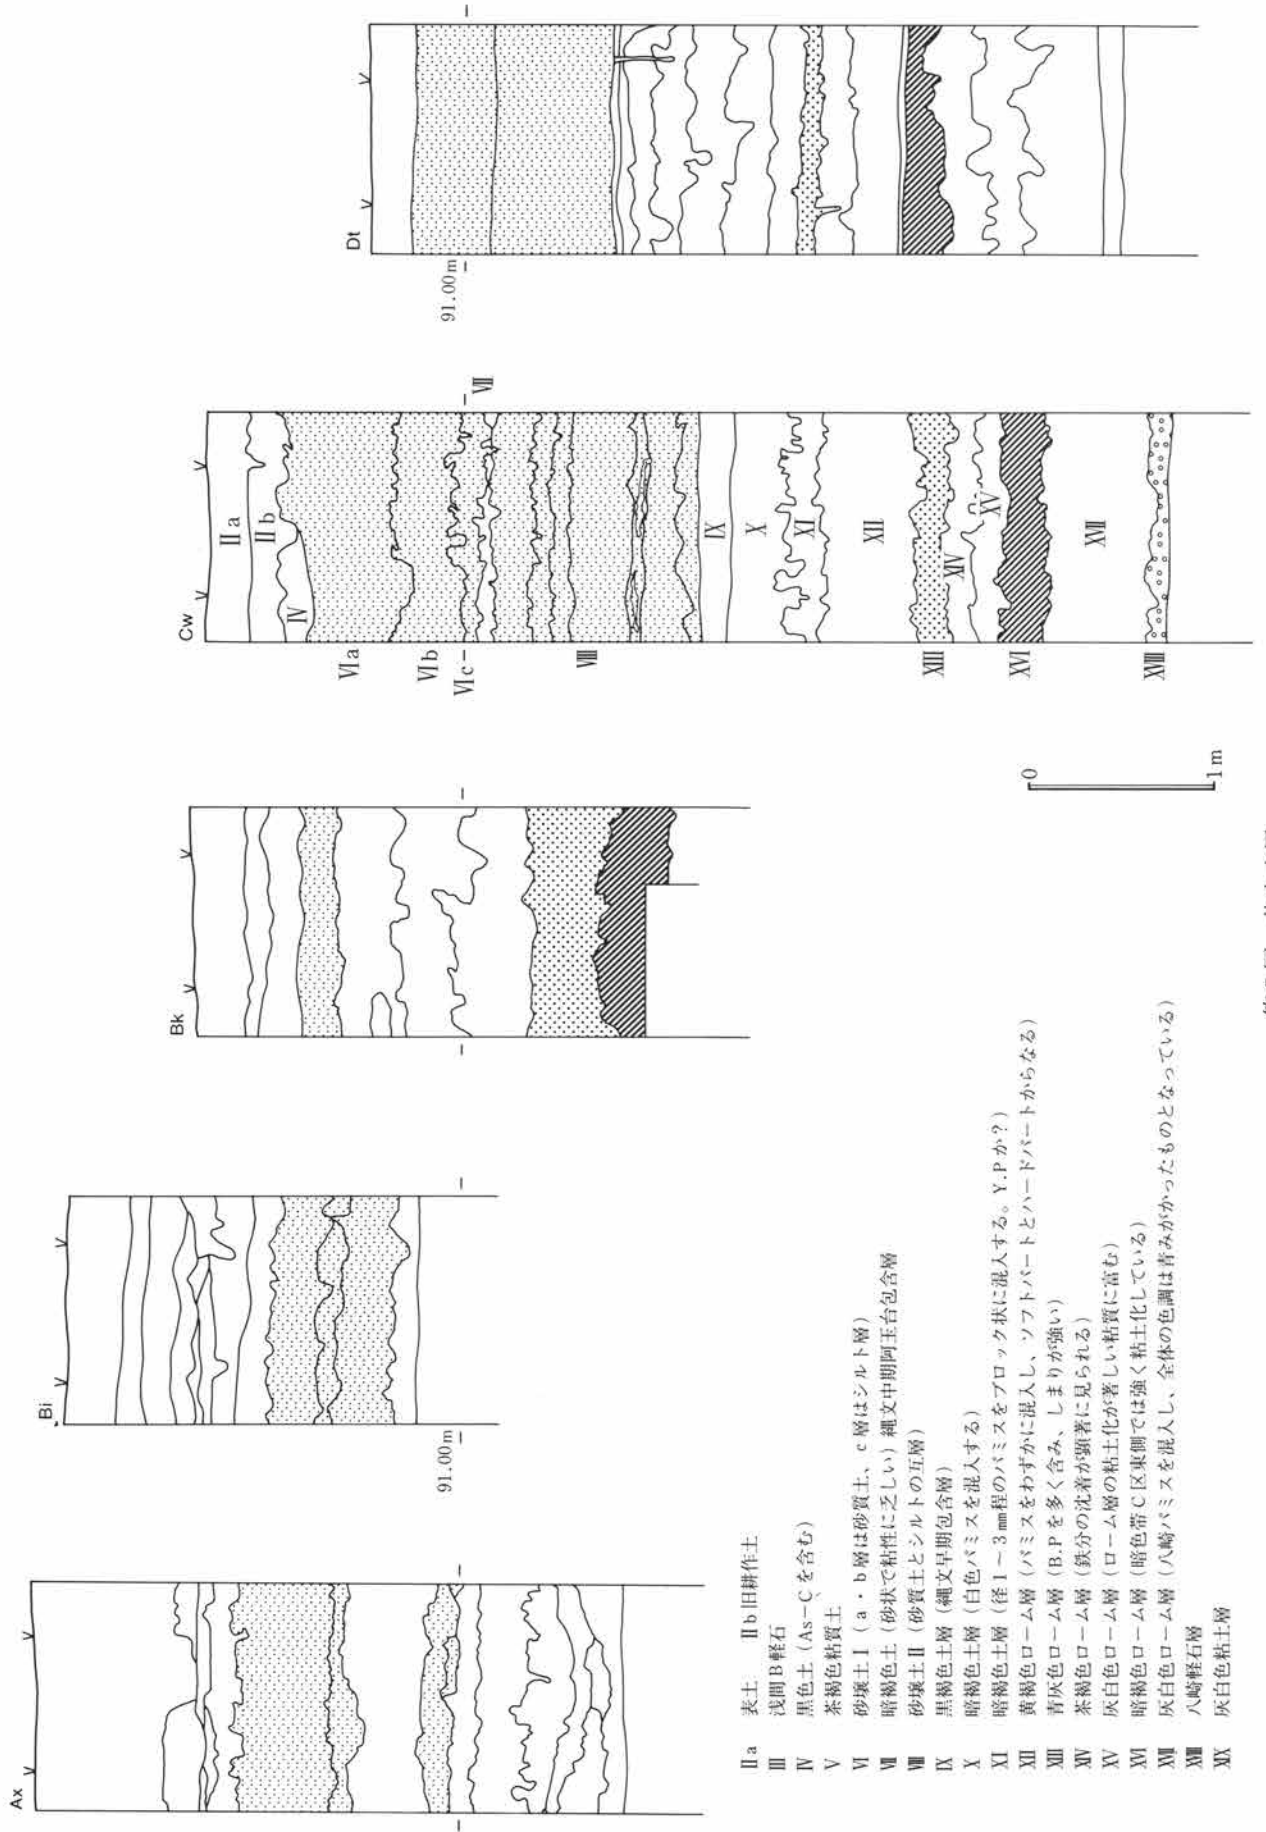 Ax
Bi
91.00m
Bk
Cw
Ⅱa
Ⅱb
Ⅳ
Ⅵa
Ⅵb
Ⅵc
Ⅶ
Ⅷ
Ⅸ
Ⅹ
Ⅺ
Ⅻ
XIII
XIV
XV
XVI
XVII
XVIII
Dt
91.00m
0
1m
Ⅱa 表土 Ⅱb 旧耕作土
Ⅲ 浅間B軽石
Ⅳ 黒色土(As-Cを含む)
Ⅴ 茶褐色粘質土
Ⅵ 砂壌土Ⅰ(a・b層は砂質土、c層はシルト層)
Ⅶ 暗褐色土(砂状で粘性に乏しい)縄文中期阿玉台包含層
Ⅷ 砂壌土Ⅱ(砂質土とシルトの互層)
Ⅸ 黒褐色土層(縄文早期包含層)
Ⅹ 暗褐色土層(白色パミスを混入する)
Ⅺ 暗褐色土層(径1~3㎜程のパミスをブロック状に混入する。Y.Pか?)
Ⅻ 黄褐色ローム層(パミスをわずかに混入し、ソフトパートとハードパートからなる)
XIII 青灰色ローム層(B.Pを多く含み、しまりが強い)
XIV 茶褐色ローム層(鉄分の沈着が顕著に見られる)
XV 灰白色ローム層(ローム層の粘土化が著しい粘質に富む)
XVI 暗褐色ローム層(暗色帯C区東側では強く粘土化している)
XVII 灰白色ローム層(八崎パミスを混入し、全体の色調は青みがかったものとなっている)
XVIII 八崎軽石層
XIX 灰白色粘土層